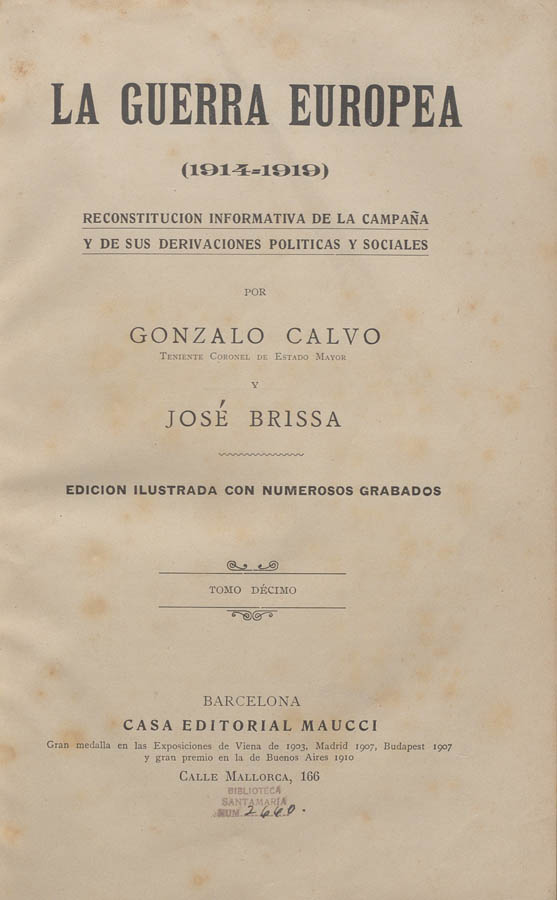 LA GUERRA EUROPEA
(1914-1919)
RECONSTITUCION INFORMATIVA DE LA CAMPAÑA
Y DE SUS DERIVACIONES POLITICAS Y SOCIALES
POR
GONZALO CALVO
TENIENTE CORONEL DE ESTADO MAYOR
Y
JOSÉ BRISSA
EDICION ILUSTRADA CON NUMEROSOS GRABADOS
TOMO DÉCIMO
BARCELONA
CASA EDITORIAL MAUCCI
Gran medalla en las Exposiciones de Viena de 1903, Madrid 1907, Budapest 1907
y gran premio en la de Buenos Aires 1910
CALLE MALLORCA, 166
BIBLIOTECA
SANTAMARIA
NUM. 2660.